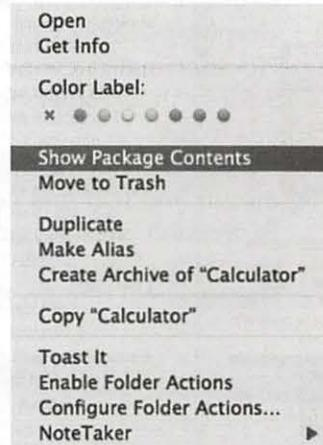 Open
Get Info
Color Label:
Show Package Contents
Move to Trash
Duplicate
Make Alias
Create Archive of “Calculator”
Copy “Calculator”
Toast It
Enable Folder Actions
Configure Folder Actions...
NoteTaker